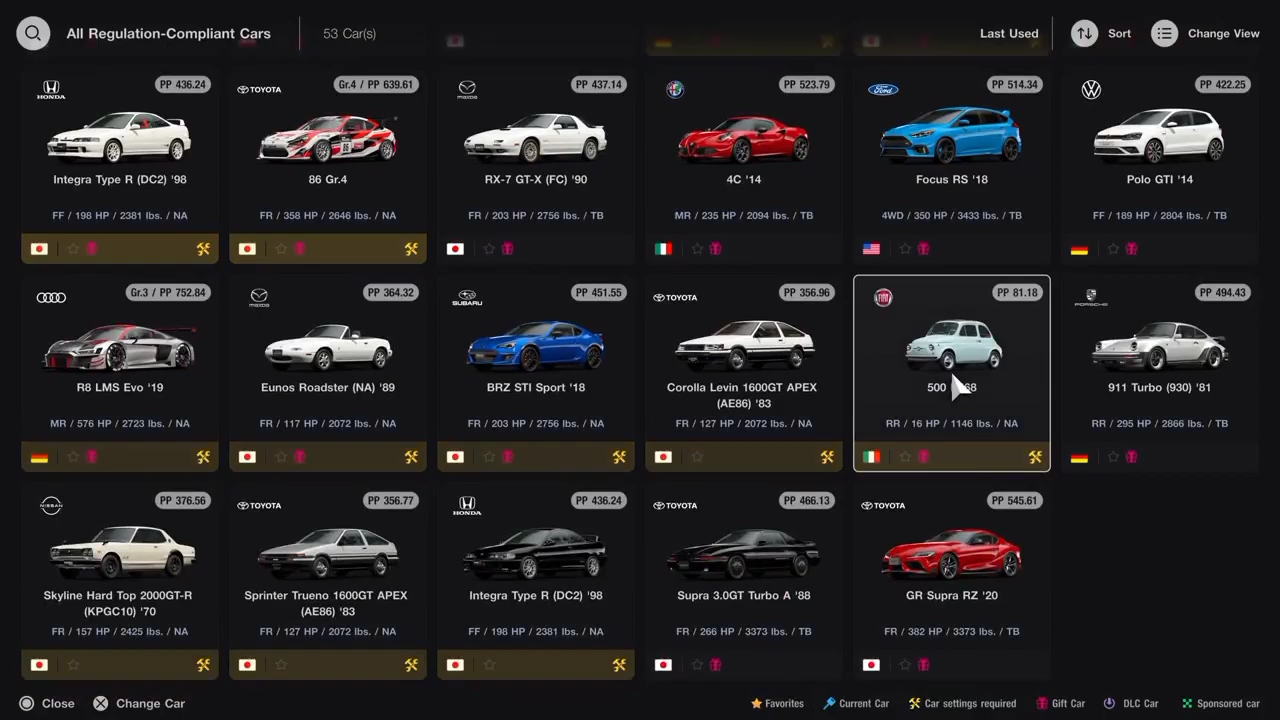 All Regulation-Compliant Cars
53 Car(s)
Last Used
Sort
Change View
HONDA
PP 436.24
Integra Type R (DC2) '98
FF / 198 HP / 2381 lbs. / NA
TOYOTA
Gr.4 / PP 639.61
86 Gr.4
FR / 358 HP / 2646 lbs. / NA
mazda
PP 437.14
RX-7 GT-X (FC) '90
FR / 203 HP / 2756 lbs. / TB
PP 523.79
4C '14
MR / 235 HP / 2094 lbs. / TB
Ford
PP 514.34
Focus RS '18
4WD / 350 HP / 3433 lbs. / TB
PP 422.25
Polo GTI '14
FF / 189 HP / 2804 lbs. / TB
Gr.3 / PP 752.84
R8 LMS Evo '19
MR / 576 HP / 2723 lbs. / NA
mazda
PP 364.32
Eunos Roadster (NA) '89
FR / 117 HP / 2072 lbs. / NA
SUBARU
PP 451.55
BRZ STI Sport '18
FR / 203 HP / 2756 lbs. / NA
TOYOTA
PP 356.96
Corolla Levin 1600GT APEX
(AE86) '83
FR / 127 HP / 2072 lbs. / NA
FIAT
PP 81.18
500
68
RR / 16 HP / 1146 lbs. / NA
PORSCHE
PP 494.43
911 Turbo (930) '81
RR / 295 HP / 2866 lbs. / TB
NISSAN
PP 376.56
Skyline Hard Top 2000GT-R
(KPGC10) '70
FR / 157 HP / 2425 lbs. / NA
TOYOTA
PP 356.77
Sprinter Trueno 1600GT APEX
(AE86) '83
FR / 127 HP / 2072 lbs. / NA
HONDA
PP 436.24
Integra Type R (DC2) '98
FF / 198 HP / 2381 lbs. / NA
TOYOTA
PP 466.13
Supra 3.0GT Turbo A '88
FR / 266 HP / 3373 lbs. / TB
TOYOTA
PP 545.61
GR Supra RZ '20
FR / 382 HP / 3373 lbs. / TB
Close
Change Car
Favorites
Current Car
Car settings required
Gift Car
DLC Car
Sponsored car